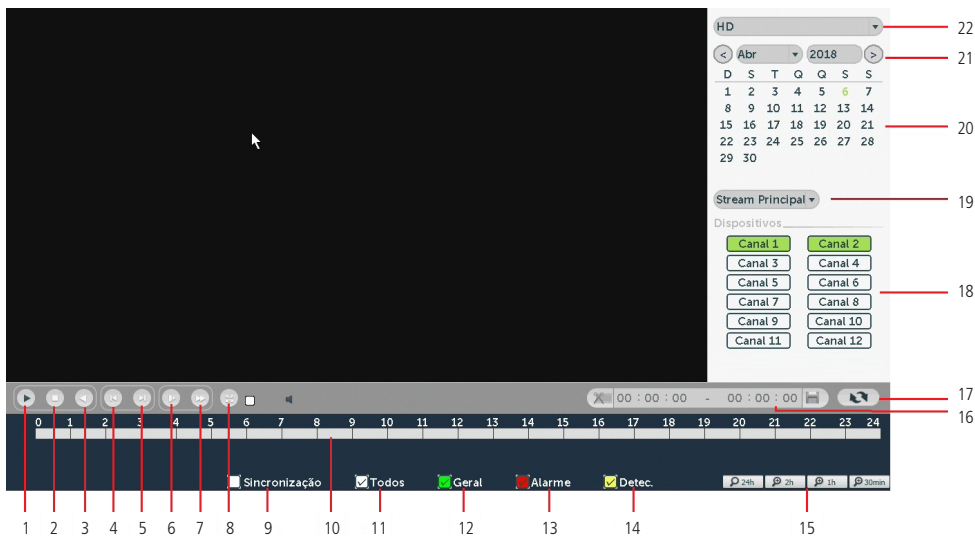 HD
22
< Abr 2018 >
21
D S T Q Q S S
1 2 3 4 5 6 7
8 9 10 11 12 13 14
15 16 17 18 19 20 21
20
22 23 24 25 26 27 28
29 30
Stream Principal
19
Dispositivos
Canal 1 Canal 2
Canal 3 Canal 4
Canal 5 Canal 6
18
Canal 7 Canal 8
Canal 9 Canal 10
Canal 11 Canal 12
00 : 00 : 00 - 00 : 00 : 00
17
16
0 1 2 3 4 5 6 7 8 9 10 11 12 13 14 15 16 17 18 19 20 21 22 23 24
Sincronização Todos Geral Alarme Detec. 24h 2h 1h 30min
1 2 3 4 5 6 7 8 9 10 11 12 13 14 15